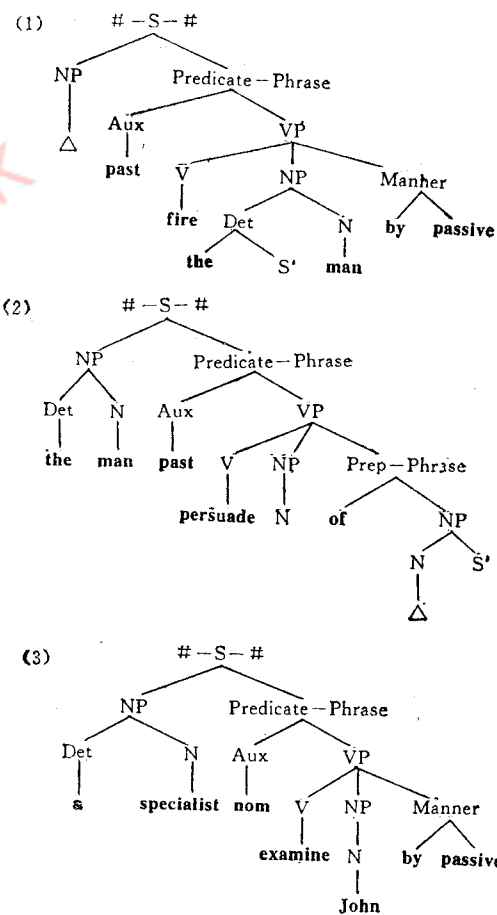 (1) # – S – #
NP Predicate – Phrase
△ Aux VP
past V NP Manner
fire Det N by passive
the S' man
(2) # – S – #
NP Predicate – Phrase
Det N Aux VP
the man past V NP Prep – Phrase
persuade N of NP
N S'
△
(3) # – S – #
NP Predicate – Phrase
Det N Aux VP
a specialist nom V NP Manner
examine N by passive
John